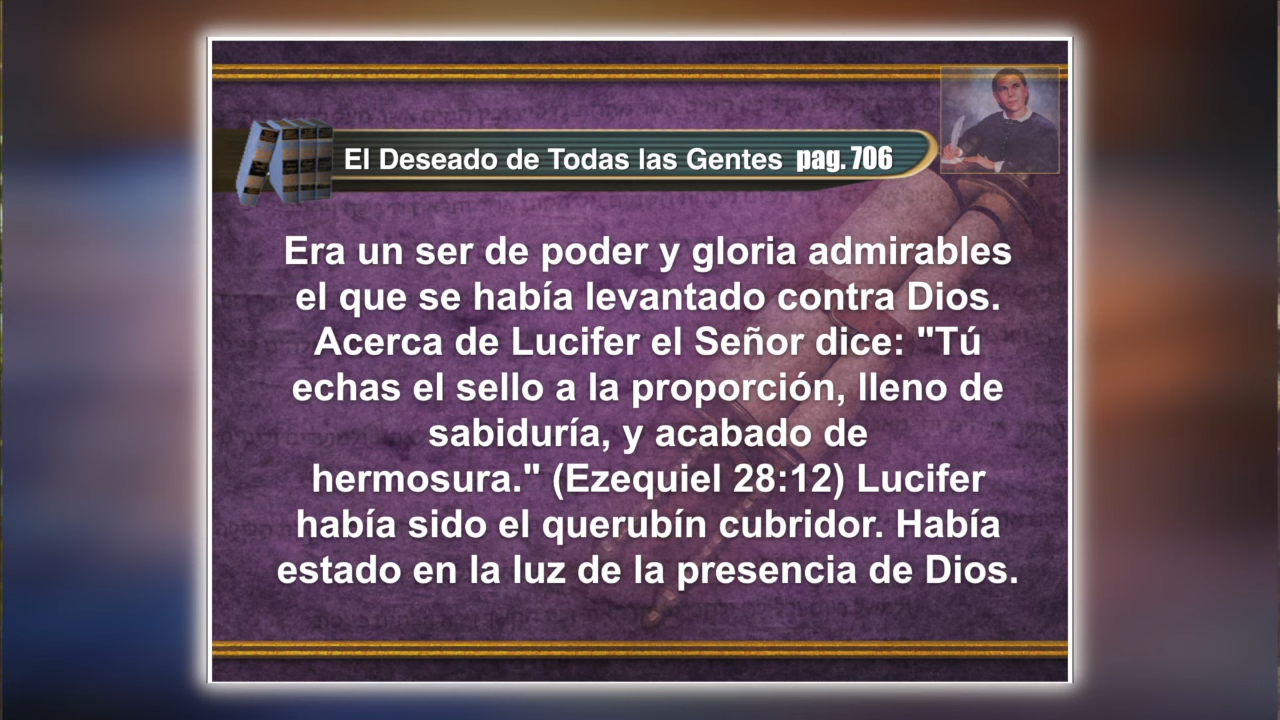 El Deseado de Todas las Gentes pag. 706
Era un ser de poder y gloria admirables
el que se había levantado contra Dios.
Acerca de Lucifer el Señor dice: "Tú
echas el sello a la proporción, lleno de
sabiduría, y acabado de
hermosura." (Ezequiel 28:12) Lucifer
había sido el querubín cubridor. Había
estado en la luz de la presencia de Dios.